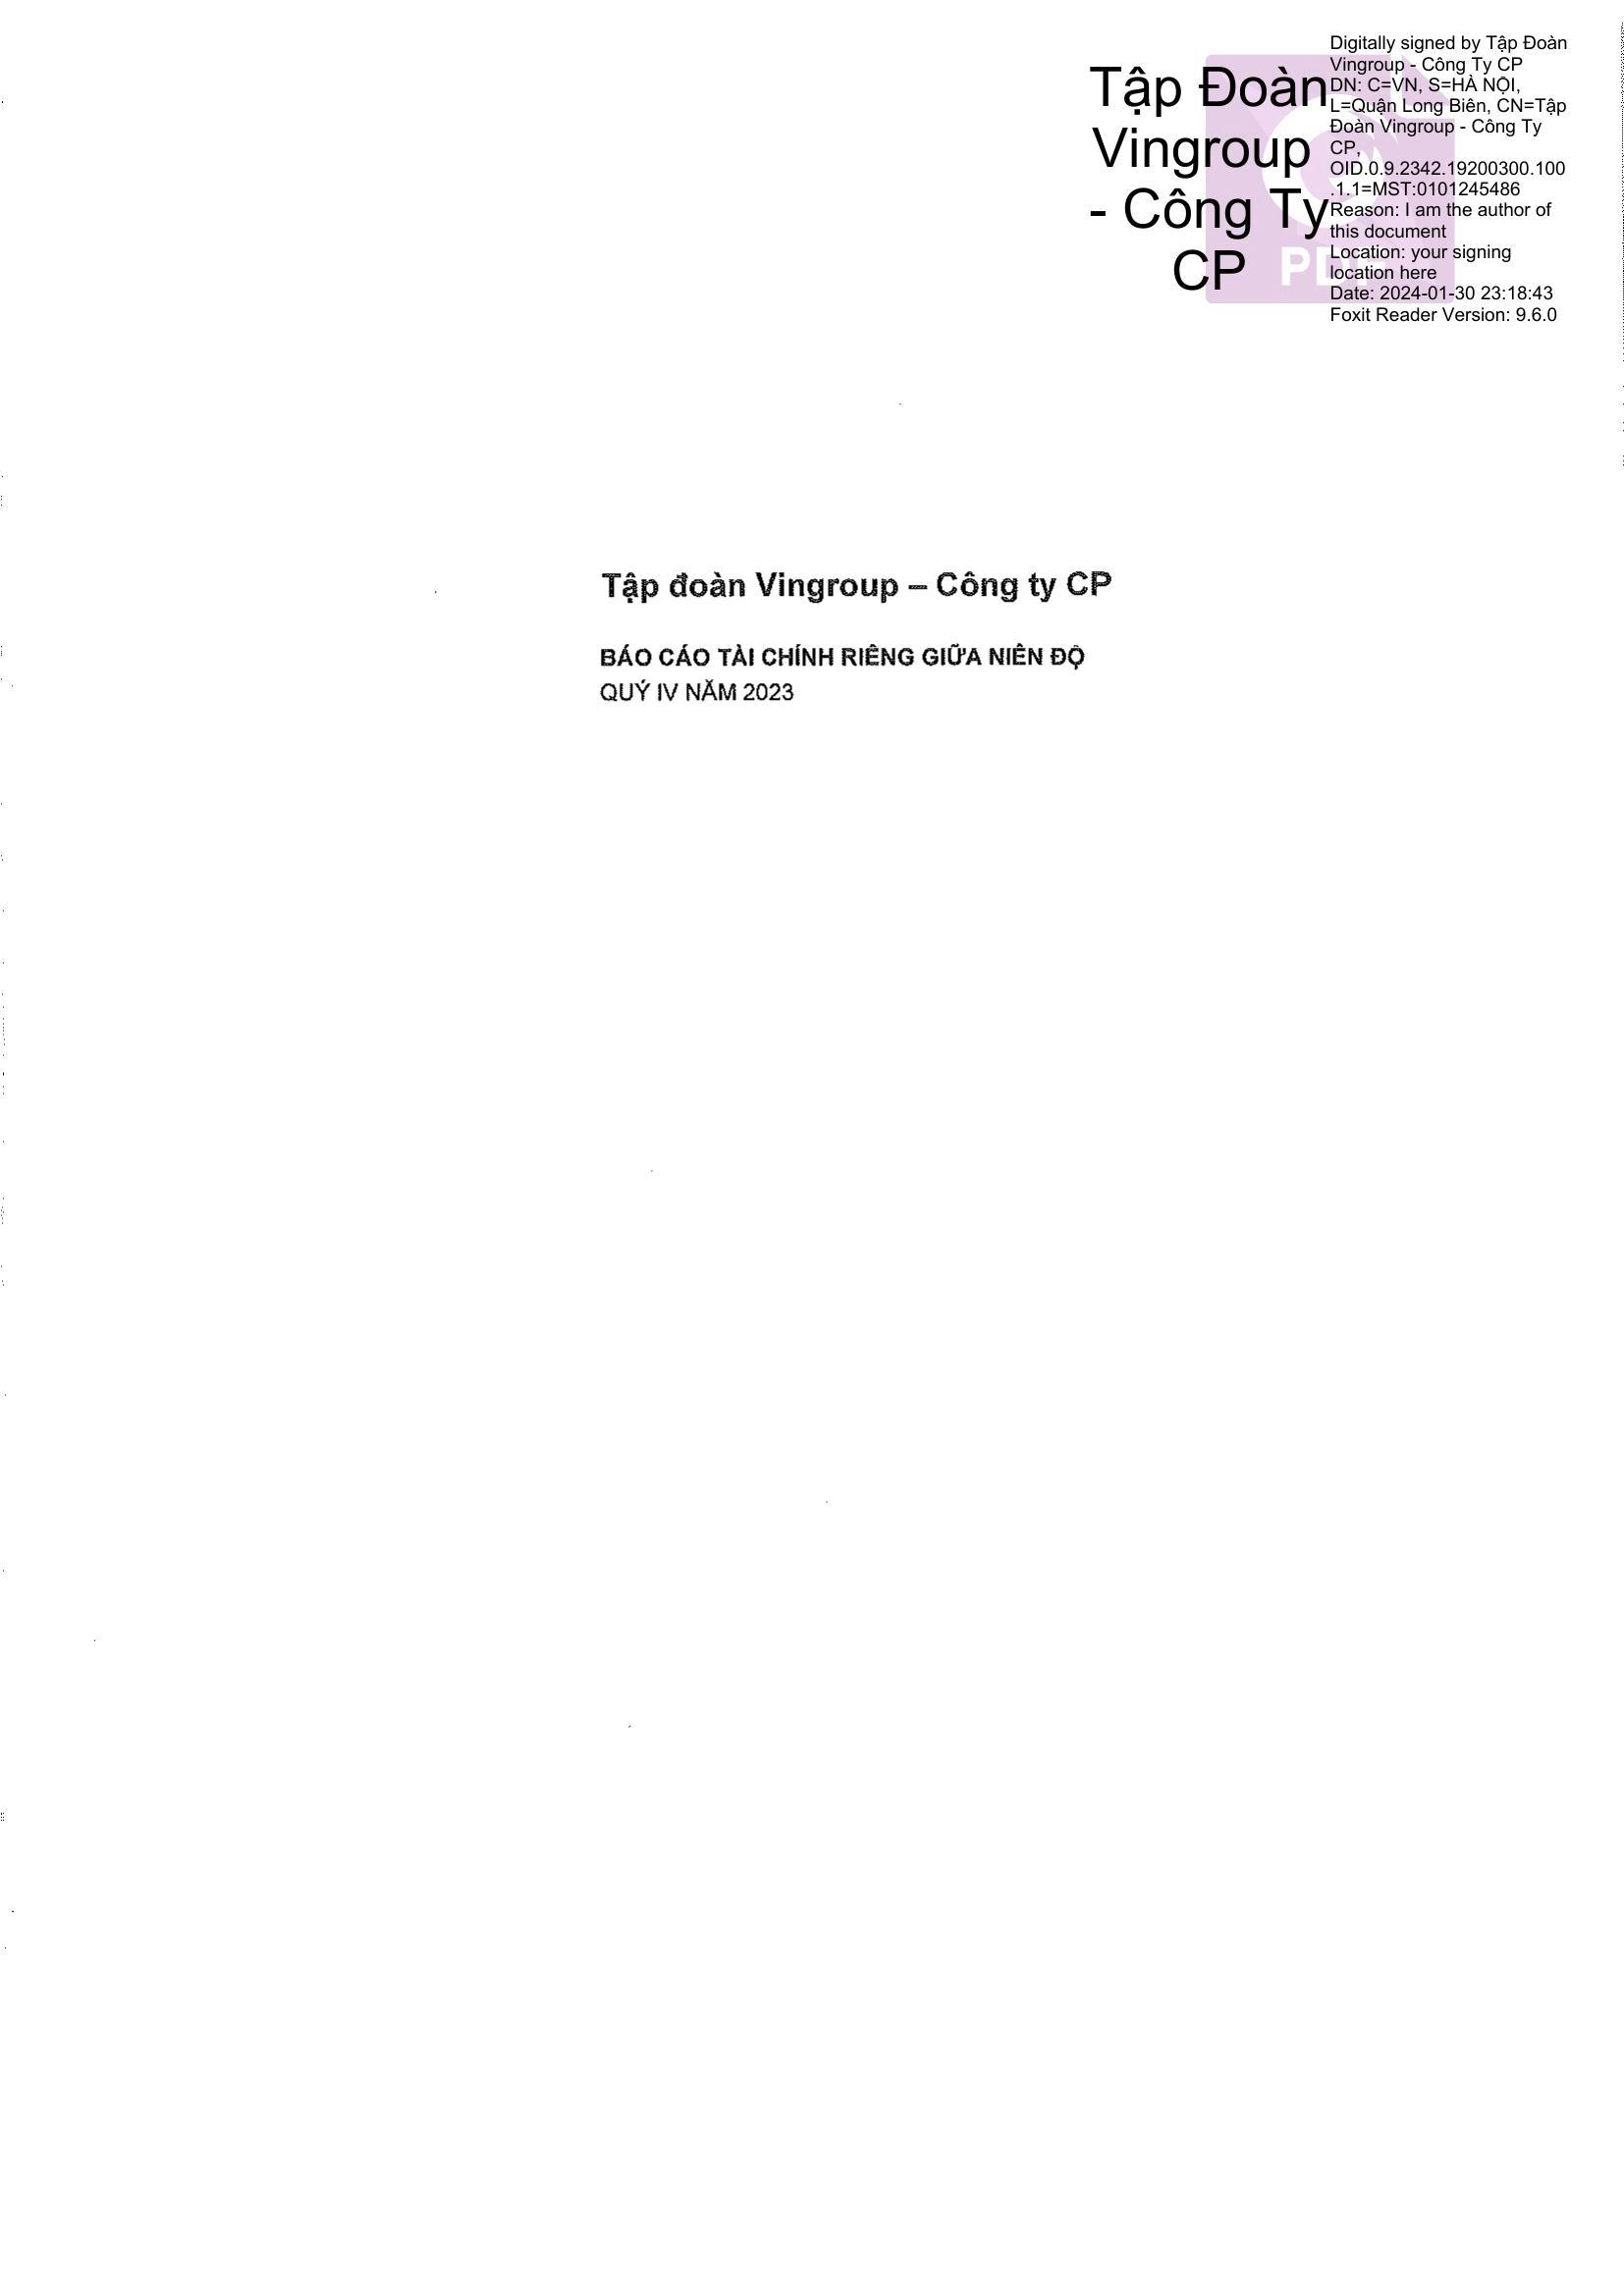 Tập Đoàn
Vingroup
- Công Ty
CP
Digitally signed by Tập Đoàn
Vingroup - Công Ty CP
DN: C=VN, S=HÀ NỘI,
L=Quận Long Biên, CN=Tập
Đoàn Vingroup - Công Ty
CP,
OID.0.9.2342.19200300.100
.1.1=MST:0101245486
Reason: I am the author of
this document
Location: your signing
location here
Date: 2024-01-30 23:18:43
Foxit Reader Version: 9.6.0
PDF
Tập đoàn Vingroup – Công ty CP
BÁO CÁO TÀI CHÍNH RIÊNG GIỮA NIÊN ĐỘ
QUÝ IV NĂM 2023